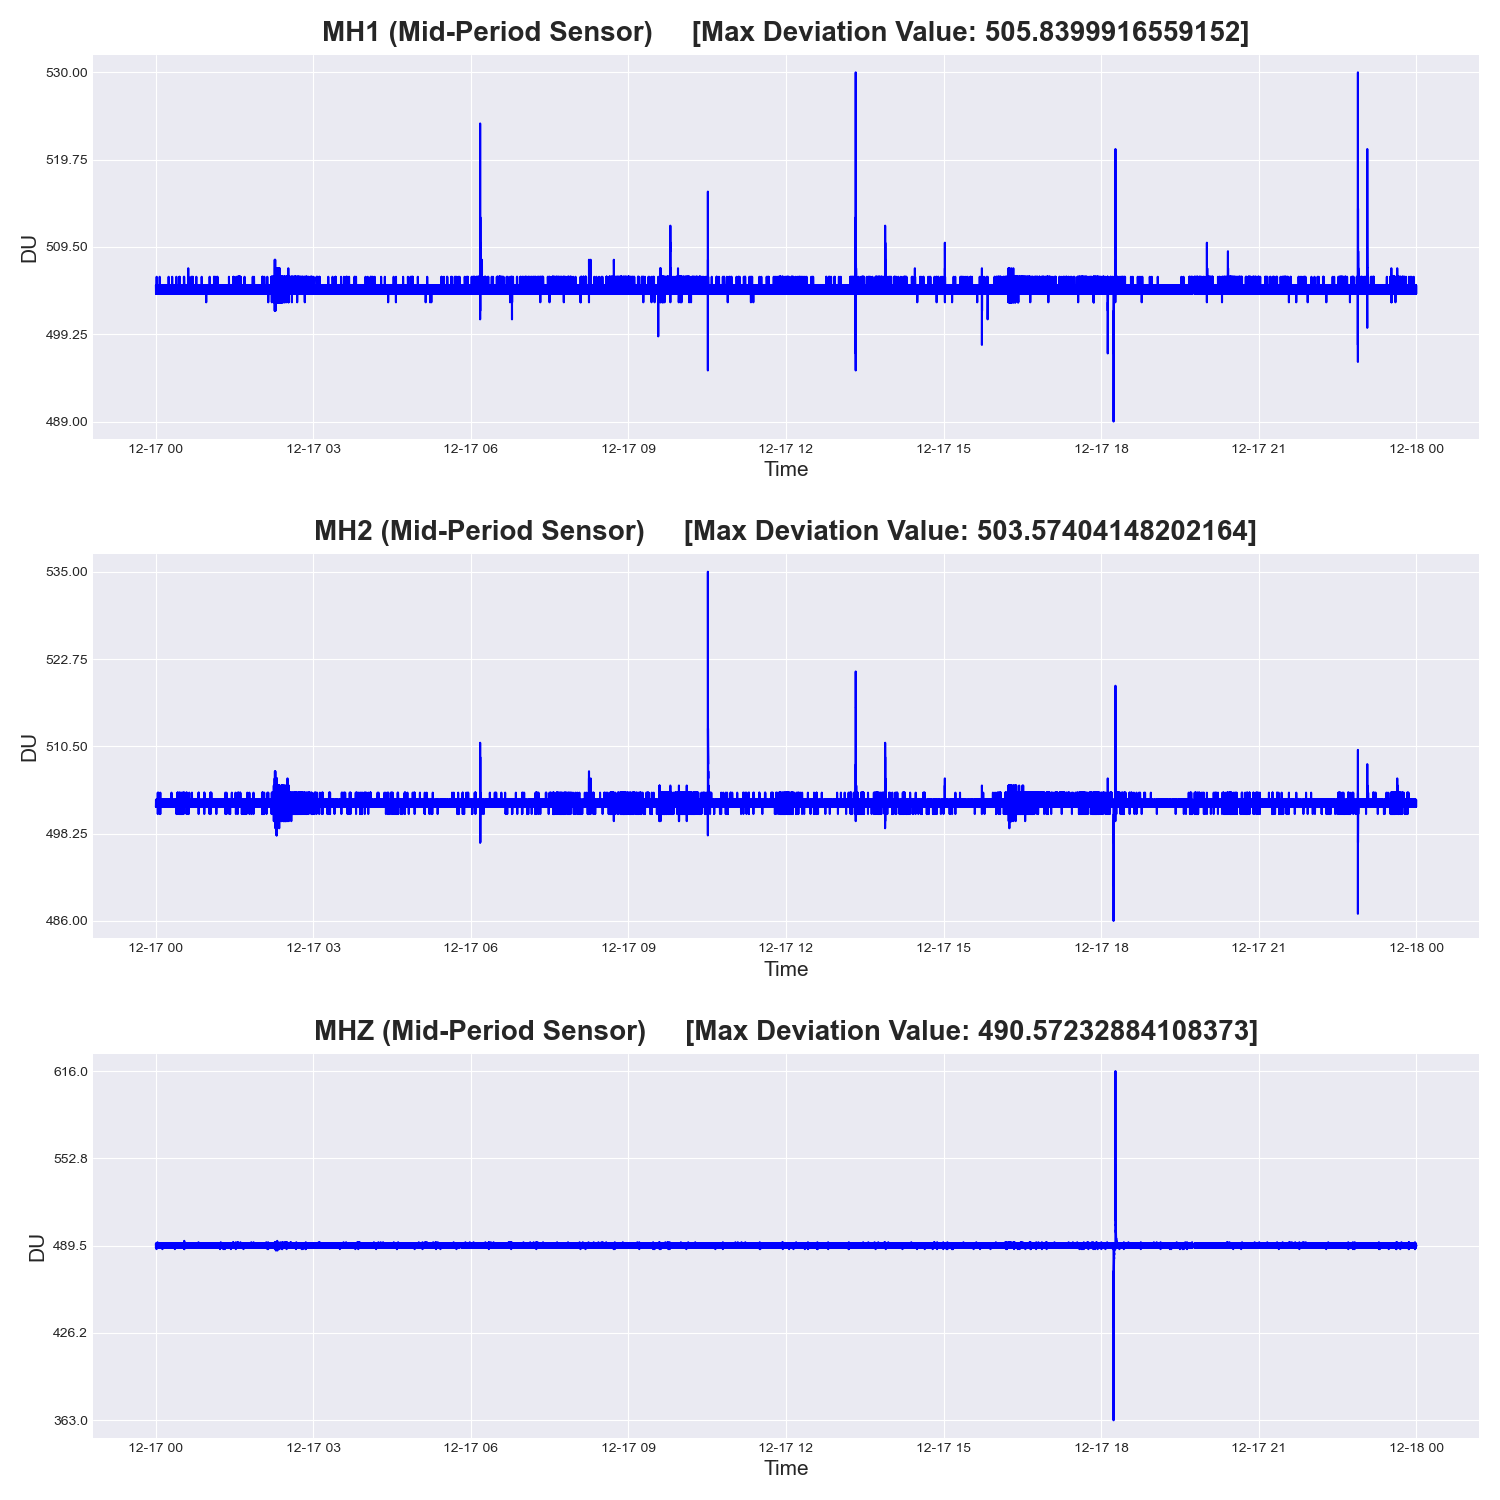 MH1 (Mid-Period Sensor) [Max Deviation Value: 505.8399916559152]
530.00
519.75
509.50
499.25
489.00
DU
12-17 00 12-17 03 12-17 06 12-17 09 12-17 12 12-17 15 12-17 18 12-17 21 12-18 00
Time
MH2 (Mid-Period Sensor) [Max Deviation Value: 503.57404148202164]
535.00
522.75
510.50
498.25
486.00
DU
12-17 00 12-17 03 12-17 06 12-17 09 12-17 12 12-17 15 12-17 18 12-17 21 12-18 00
Time
MHZ (Mid-Period Sensor) [Max Deviation Value: 490.57232884108373]
616.0
552.8
489.5
426.2
363.0
DU
12-17 00 12-17 03 12-17 06 12-17 09 12-17 12 12-17 15 12-17 18 12-17 21 12-18 00
Time